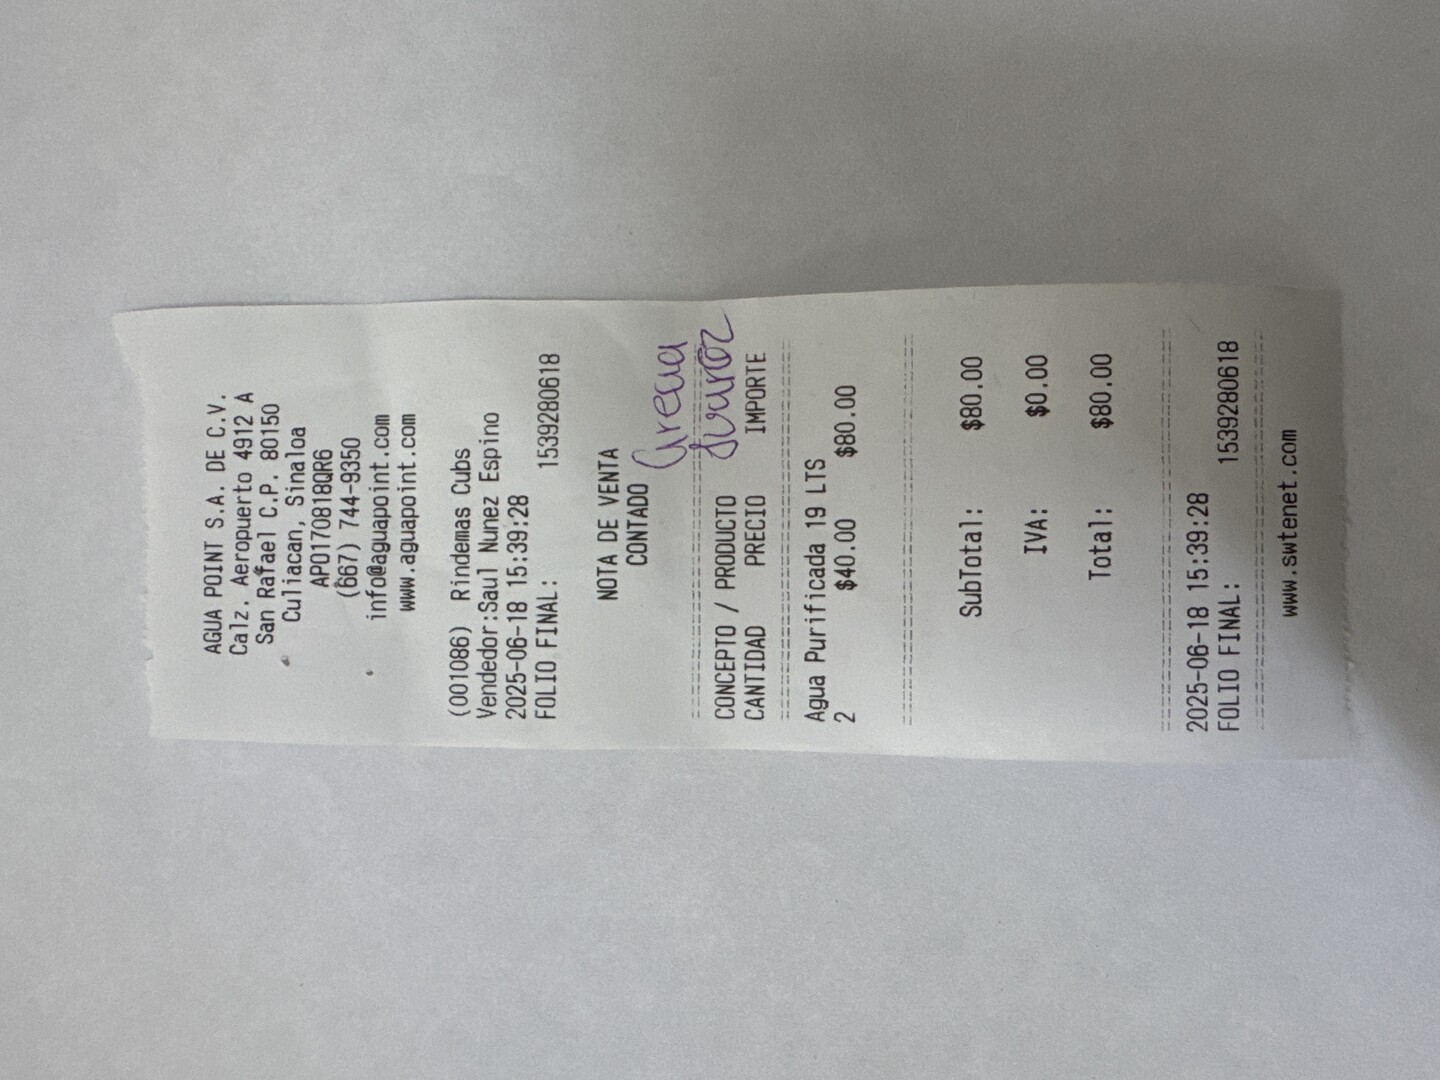 AGUA POINT S.A. DE C.V.
Calz. Aeropuerto 4912 A
San Rafael C.P. 80150
Culiacan, Sinaloa
APO170818QR6
(667) 744-9350
info@aguapoint.com
www.aguapoint.com
(001086) Rindemas Cubs
Vendedor:Saul Nunez Espino
2025-06-18 15:39:28
FOLIO FINAL: 1539280618
NOTA DE VENTA
CONTADO
Grecia
Juarez
CONCEPTO / PRODUCTO
CANTIDAD PRECIO IMPORTE
Agua Purificada 19 LTS
2 $40.00 $80.00
SubTotal: $80.00
IVA: $0.00
Total: $80.00
2025-06-18 15:39:28
FOLIO FINAL: 1539280618
www.swtenet.com